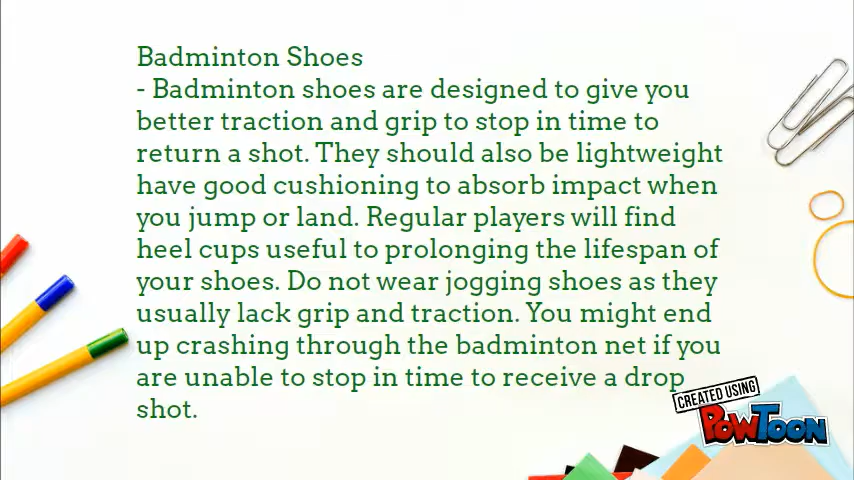 Badminton Shoes
- Badminton shoes are designed to give you
better traction and grip to stop in time to
return a shot. They should also be lightweight
have good cushioning to absorb impact when
you jump or land. Regular players will find
heel cups useful to prolonging the lifespan of
your shoes. Do not wear jogging shoes as they
usually lack grip and traction. You might end
up crashing through the badminton net if you
are unable to stop in time to receive a drop
shot.
CREATED USING
POWTOON